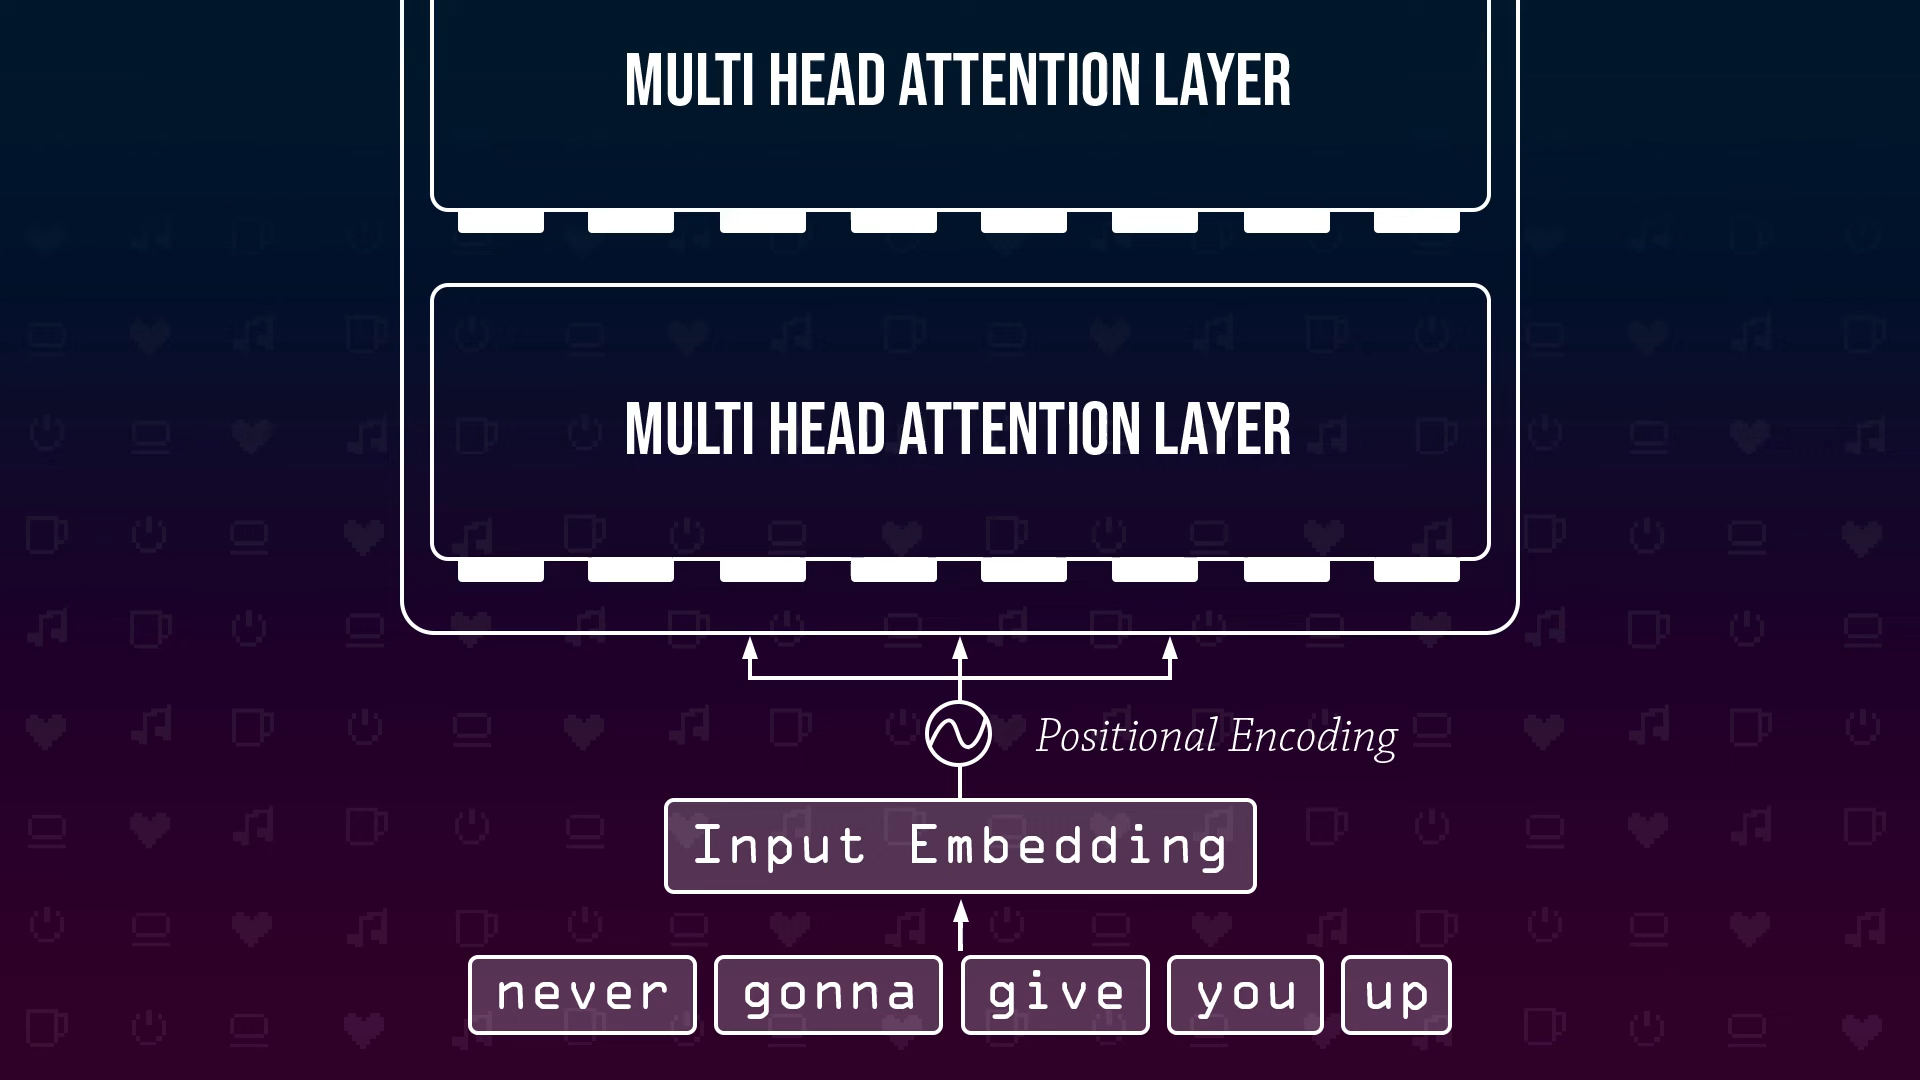 MULTI HEAD ATTENTION LAYER
MULTI HEAD ATTENTION LAYER
Positional Encoding
Input Embedding
never gonna give you up